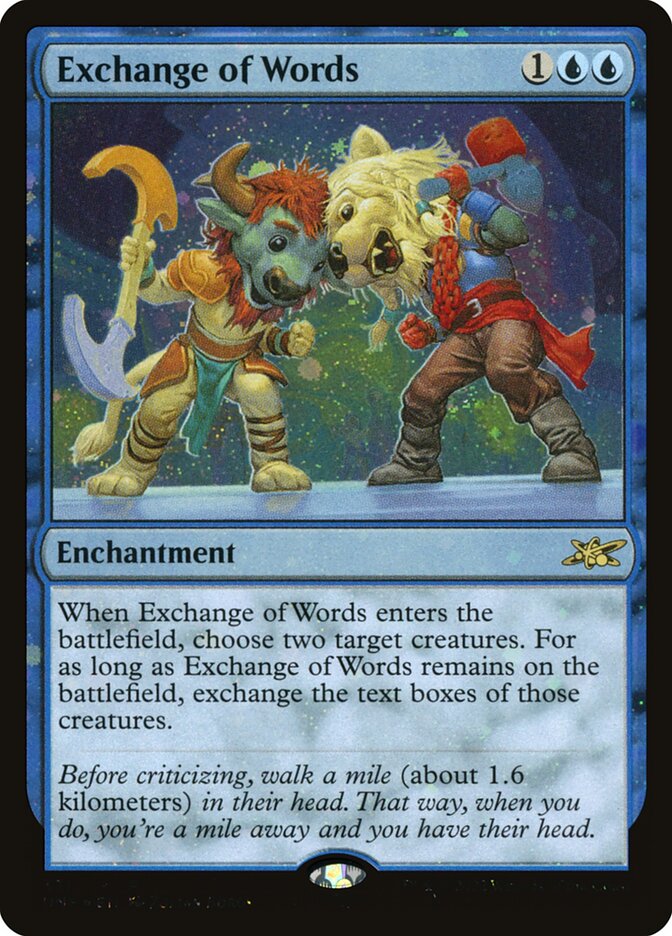 Exchange of Words
1
Enchantment
When Exchange of Words enters the
battlefield, choose two target creatures. For
as long as Exchange of Words remains on the
battlefield, exchange the text boxes of those
creatures.
Before criticizing, walk a mile (about 1.6
kilometers) in their head. That way, when you
do, you're a mile away and you have their head.